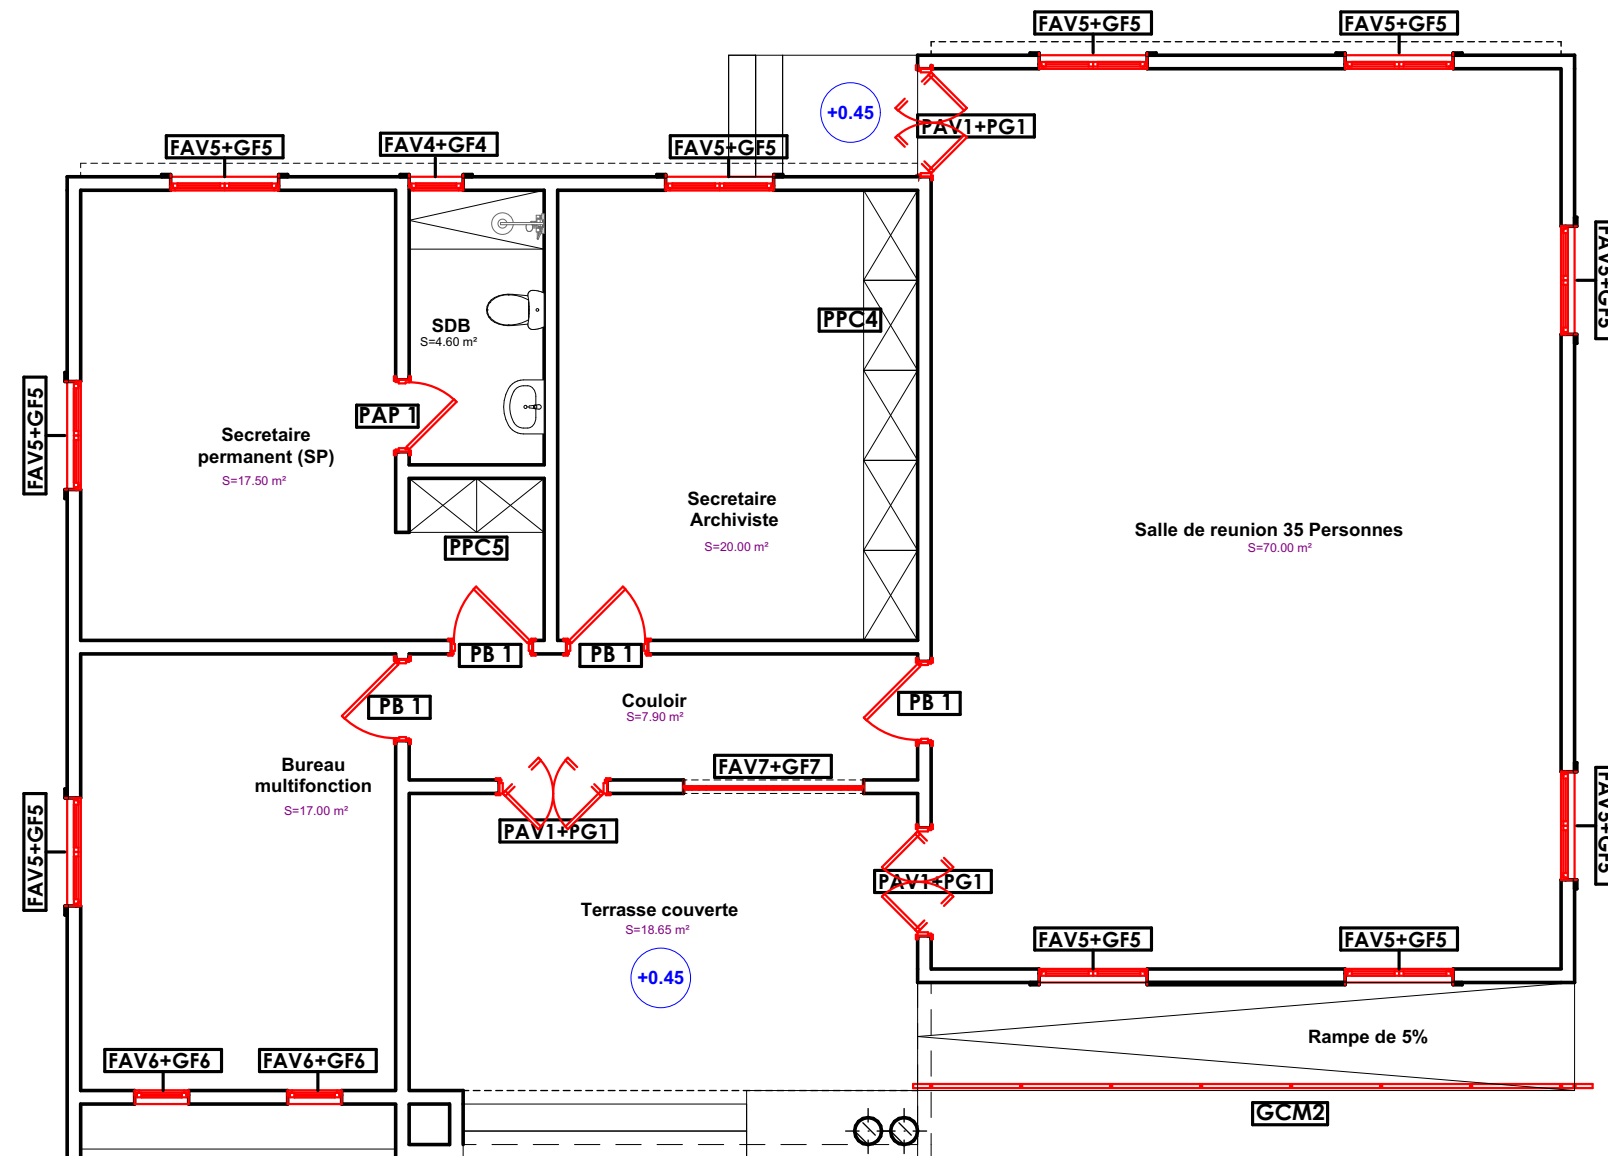 FAV5+GF5
FAV5+GF5
+0.45
PAV1+PG1
FAV5+GF5
FAV4+GF4
FAV5+GF5
FAV5+GF5
PPC4
SDB
S=4.60 m²
PAP 1
FAV5+GF5
Secretaire
permanent (SP)
S=17.50 m²
Secretaire
Archiviste
S=20.00 m²
Salle de reunion 35 Personnes
S=70.00 m²
PPC5
PB 1
PB 1
PB 1
PB 1
Couloir
S=7.90 m²
Bureau
multifonction
S=17.00 m²
FAV7+GF7
FAV5+GF5
FAV5+GF5
PAV1+PG1
PAV1+PG1
Terrasse couverte
S=18.65 m²
+0.45
FAV5+GF5
FAV5+GF5
Rampe de 5%
FAV6+GF6
FAV6+GF6
GCM2